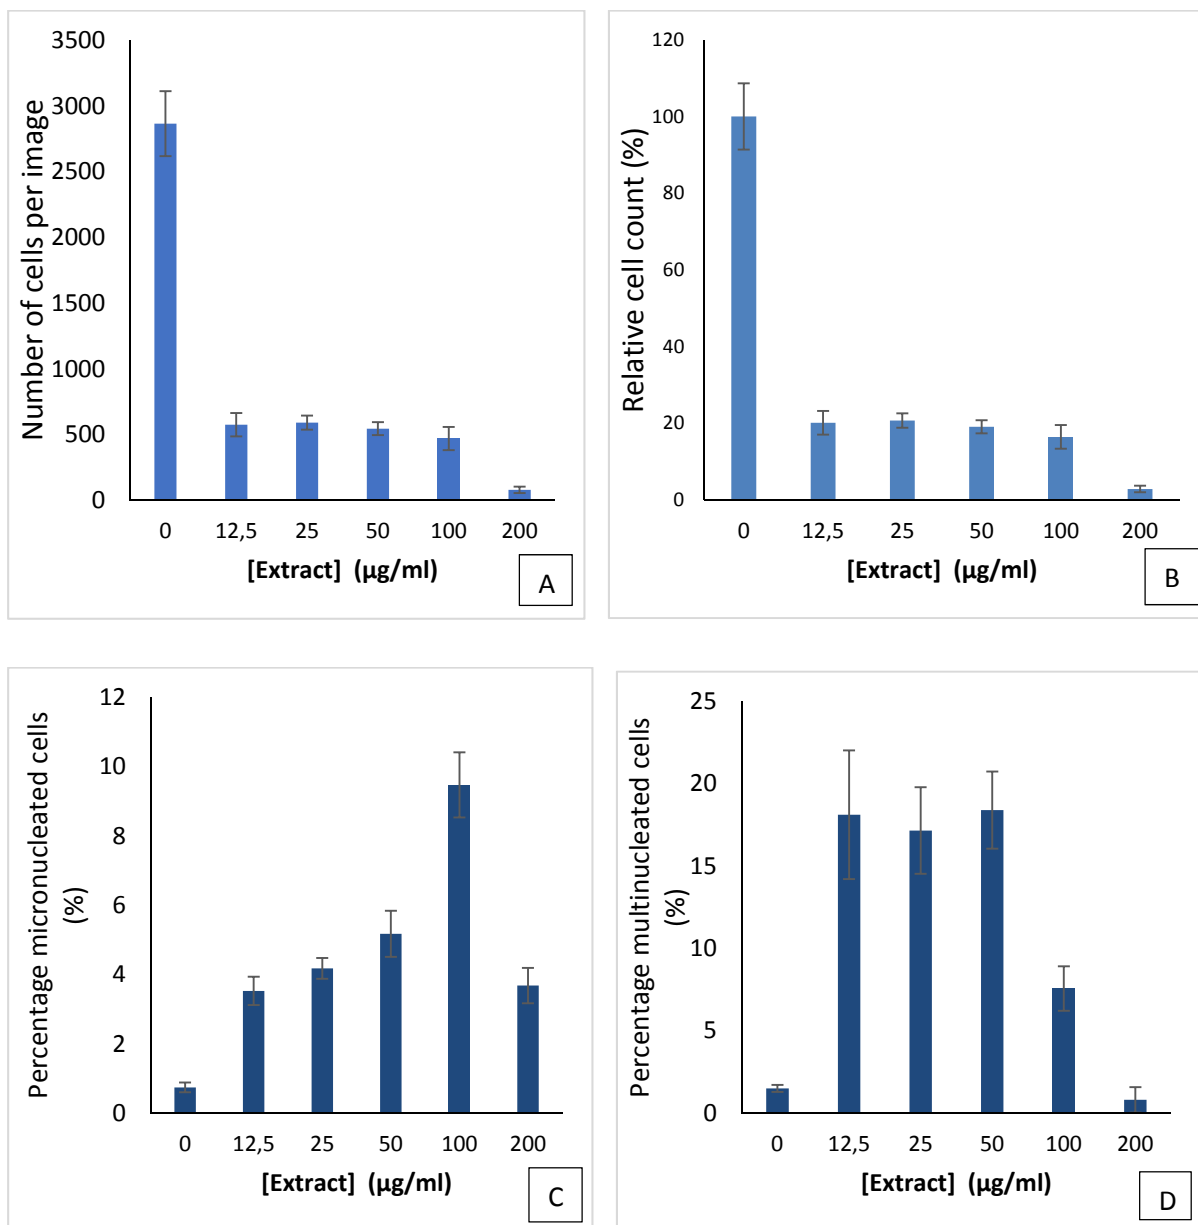 Number of cells per image
3500
3000
2500
2000
1500
1000
500
0
0 12,5 25 50 100 200
[Extract] (µg/ml)
A
Relative cell count (%)
120
100
80
60
40
20
0
0 12,5 25 50 100 200
[Extract] (µg/ml)
B
Percentage micronucleated cells
(%)
12
10
8
6
4
2
0
0 12,5 25 50 100 200
[Extract] (µg/ml)
C
Percentage multinucleated cells
(%)
25
20
15
10
5
0
0 12,5 25 50 100 200
[Extract] (µg/ml)
D